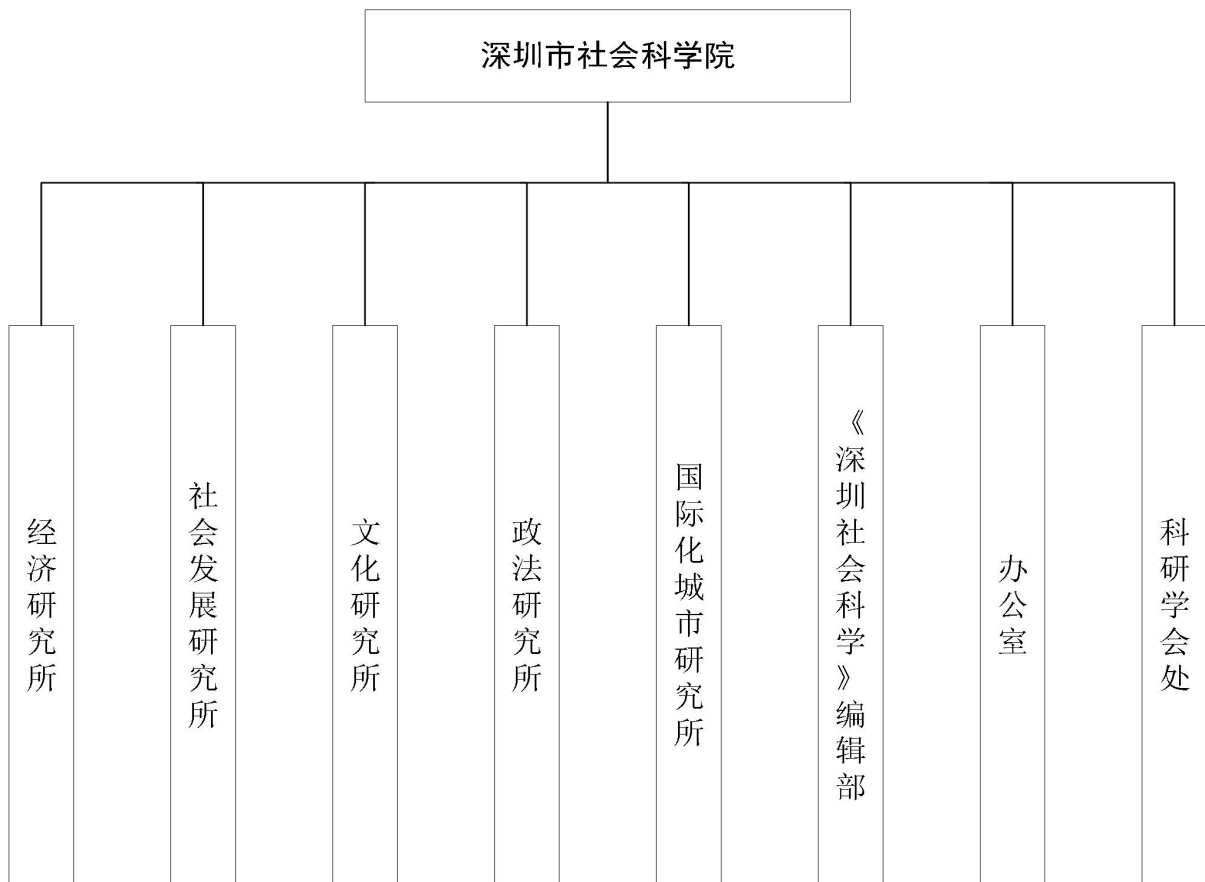 深圳市社会科学院
经济研究所
社会发展研究所
文化研究所
政法研究所
国际化城市研究所
《深圳社会科学》编辑部
办公室
科研学会处